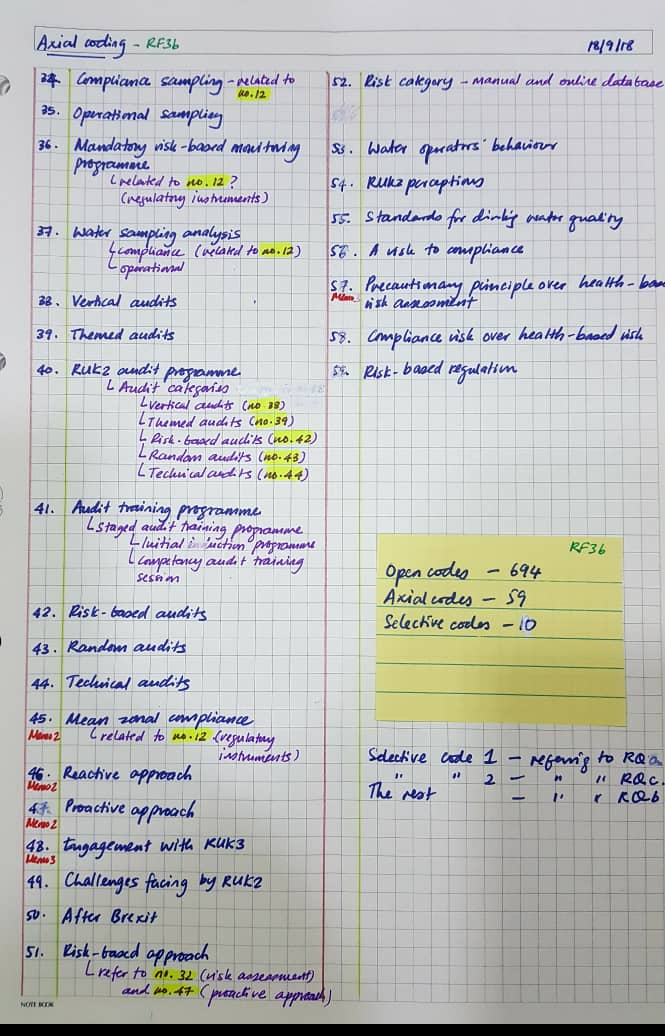 Axial coding - RF3b
18/9/18
34. Compliance sampling - related to
no.12
35. Operational sampling
36. Mandatory risk-based monitoring
programme
related to no. 12 ?
(regulatory instruments)
37. Water sampling analysis
compliance (related to no.12)
operational
38. Vertical audits
39. Themed audits
40. RUK2 audit programme
Audit categories
Vertical audits (no 38)
Themed audits (no.39)
Risk-based audits (no.42)
Random audits (no.43)
Technical audits (no.44)
41. Audit training programme
Staged audit training programme
Initial induction programme
Competency audit training
session
42. Risk-based audits
43. Random audits
44. Technical audits
45. Mean zonal compliance
Memo2 related to no.12 (regulatory
instruments)
46. Reactive approach
Memo2
47. Proactive approach
Memo 2
48. Engagement with RUK3
Memo3
49. Challenges facing by RUK2
50. After Brexit
51. Risk-based approach
refer to no. 32 (risk assessment)
and no.47 (proactive approach)
NOTE BOOK
52. Risk category - manual and online database
53. Water operators' behaviour
54. RUK2 perceptions
55. Standards for drinking water quality
56. A risk to compliance
57. Precautionary principle over health-bas
Memo risk assessment
58. Compliance risk over health-based risk
59. Risk-based regulation
RF3b
Open codes - 694
Axial codes - 59
Selective codes - 10
Selective code 1 - referring to RQa
" " 2 - " " RQc.
The rest - " " RQb